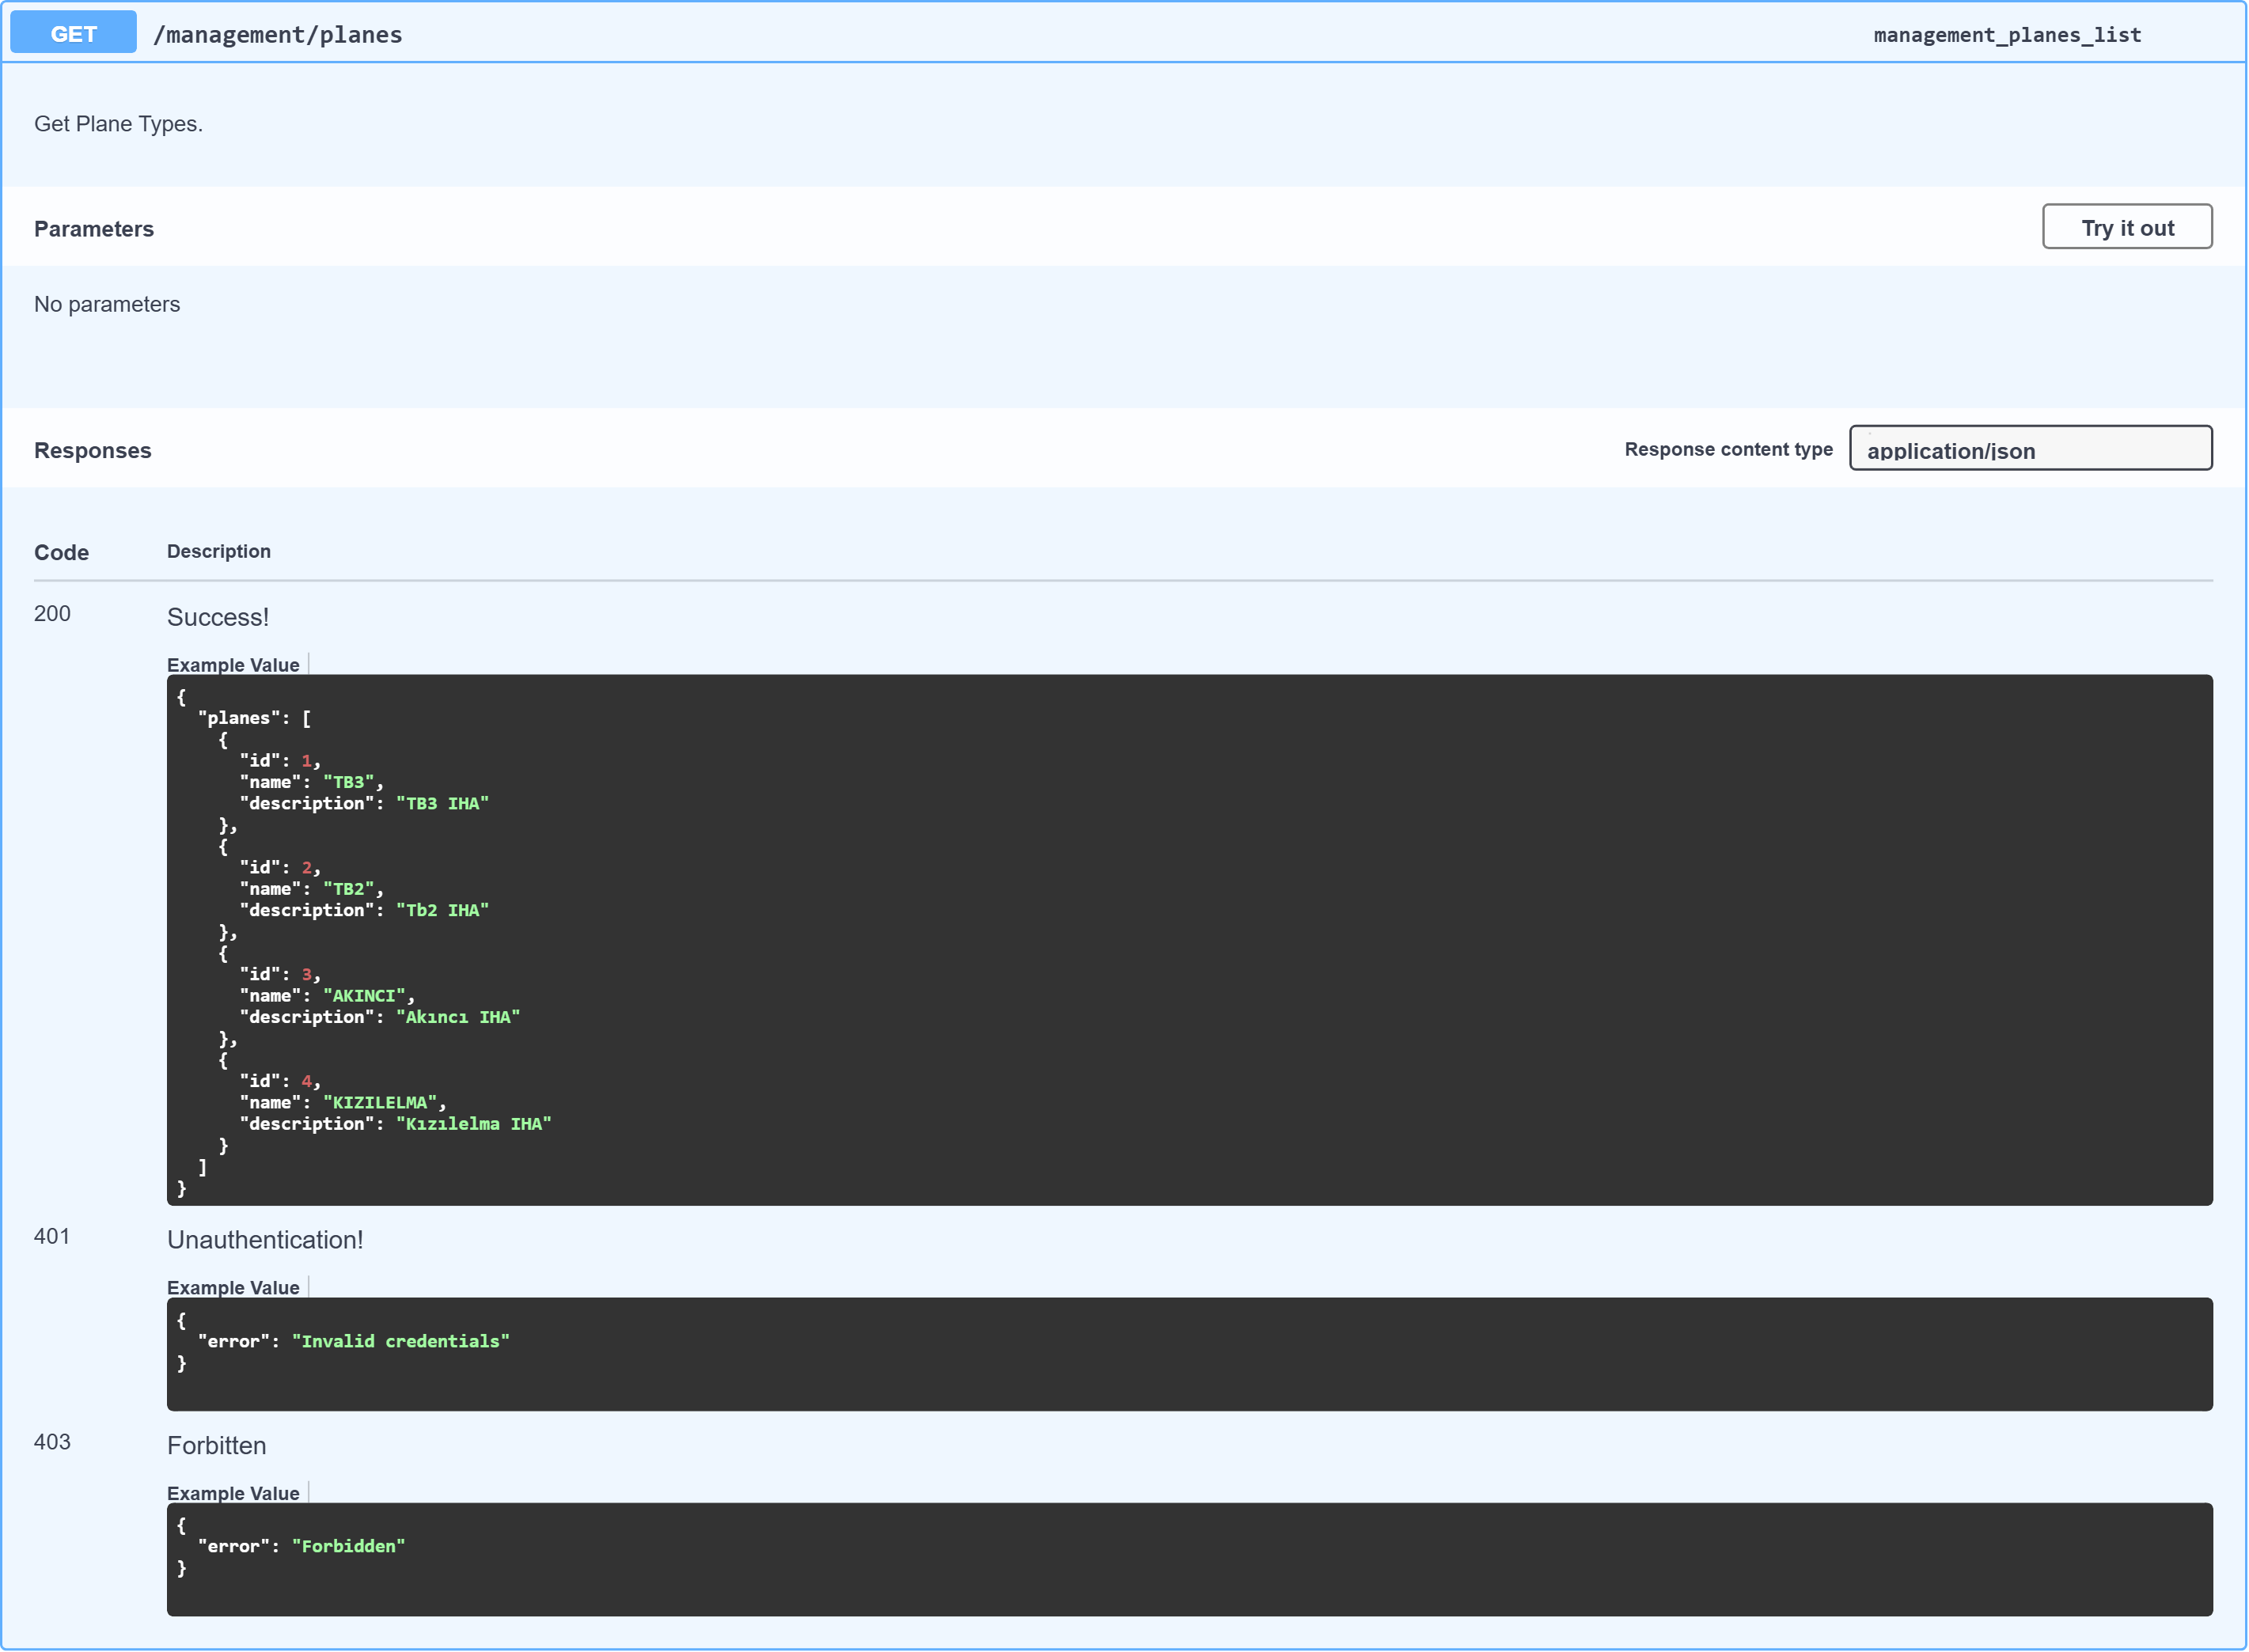 GET /management/planes management_planes_list
Get Plane Types.
Parameters Try it out
No parameters
Responses Response content type application/json
Code Description
200 Success!
Example Value
{
  "planes": [
    {
      "id": 1,
      "name": "TB3",
      "description": "TB3 IHA"
    },
    {
      "id": 2,
      "name": "TB2",
      "description": "Tb2 IHA"
    },
    {
      "id": 3,
      "name": "AKINCI",
      "description": "Akıncı IHA"
    },
    {
      "id": 4,
      "name": "KIZILELMA",
      "description": "Kızılelma IHA"
    }
  ]
}
401 Unauthentication!
Example Value
{
  "error": "Invalid credentials"
}
403 Forbitten
Example Value
{
  "error": "Forbidden"
}